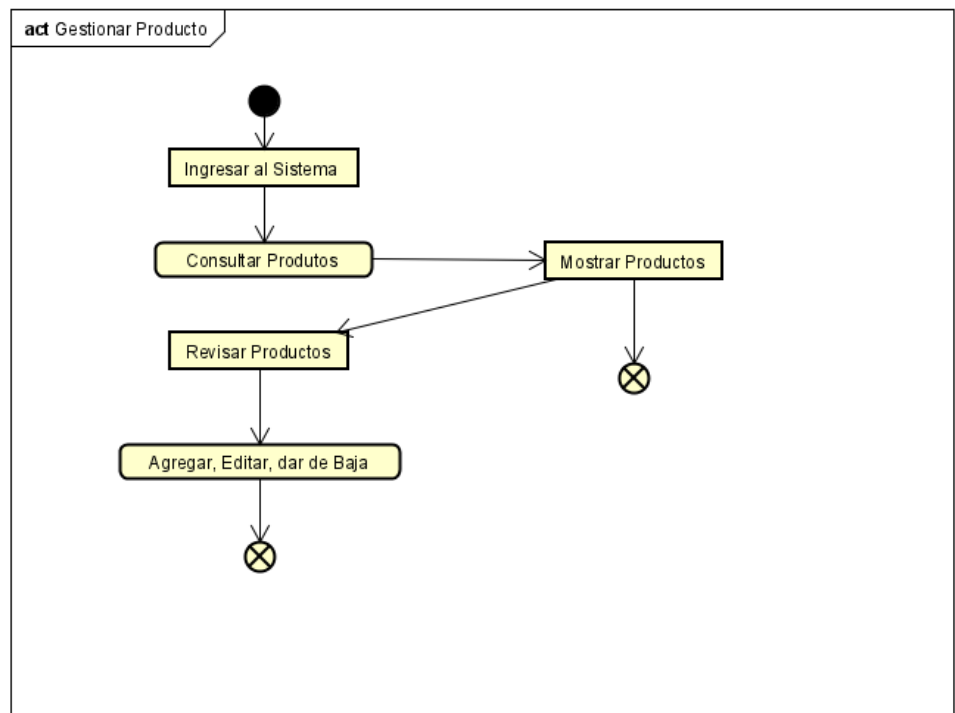 act Gestionar Producto
Ingresar al Sistema
Consultar Produtos
Mostrar Productos
Revisar Productos
Agregar, Editar, dar de Baja